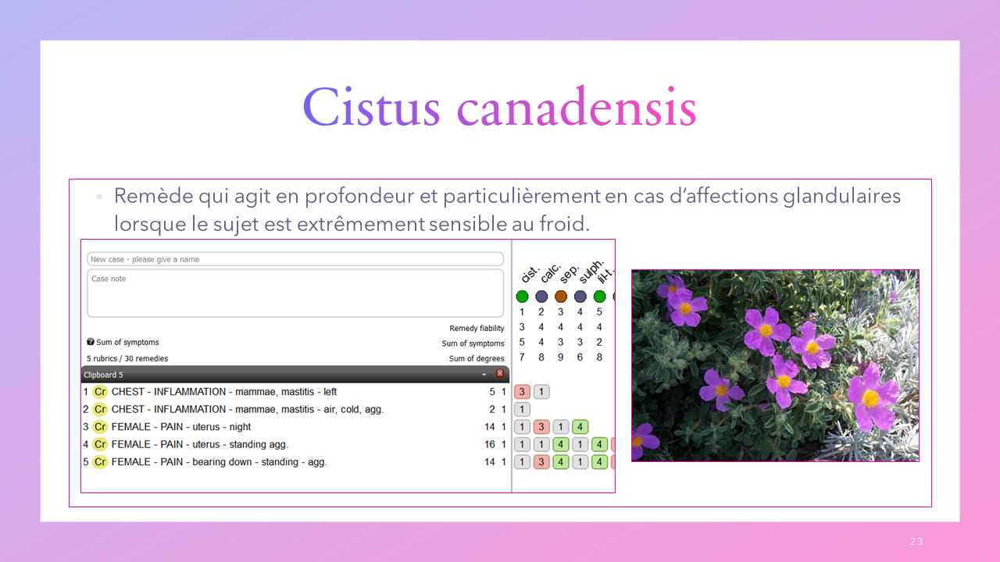 Cistus canadensis
Remède qui agit en profondeur et particulièrement en cas d’affections glandulaires
lorsque le sujet est extrêmement sensible au froid.
New case - please give a name
Case note
cist. calc. sep. sulph. lil-t.
1 2 3 4 5
Remedy fiability 3 4 4 4 4
Sum of symptoms Sum of symptoms 5 4 3 3 2
5 rubrics / 30 remedies Sum of degrees 7 8 9 6 8
Clipboard 5
1 Cr CHEST - INFLAMMATION - mammae, mastitis - left 5 1 3 1
2 Cr CHEST - INFLAMMATION - mammae, mastitis - air, cold, agg. 2 1 1
3 Cr FEMALE - PAIN - uterus - night 14 1 1 3 1 4
4 Cr FEMALE - PAIN - uterus - standing agg. 16 1 1 1 4 1 4
5 Cr FEMALE - PAIN - bearing down - standing - agg. 14 1 1 3 4 1 4
23